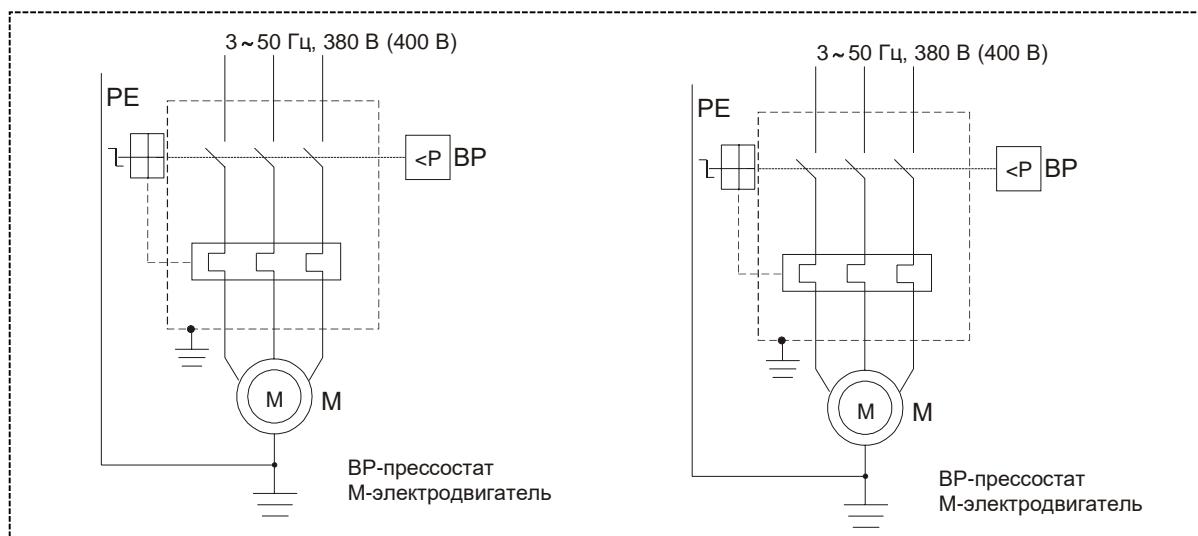 3~50 Гц, 380 В (400 В)
PE
<P BP
M M
BP-прессостат
М-электродвигатель
3~50 Гц, 380 В (400 В)
PE
<P BP
M M
BP-прессостат
М-электродвигатель